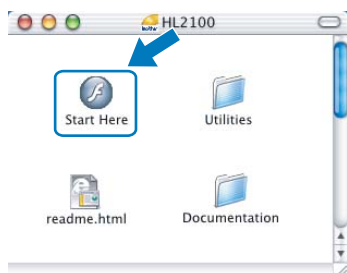 HL2100
Start Here
Utilities
readme.html
Documentation